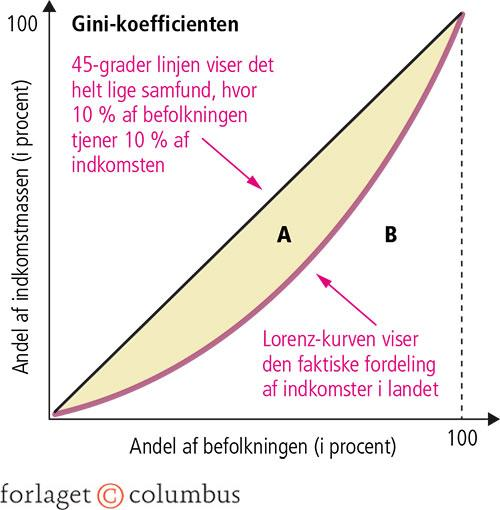 100
Gini-koefficienten
45-grader linjen viser det
helt lige samfund, hvor
10 % af befolkningen
tjener 10 % af
indkomsten
Andel af indkomstmassen (i procent)
A
B
Lorenz-kurven viser
den faktiske fordeling
af indkomster i landet
Andel af befolkningen (i procent)
100
forlaget © columbus